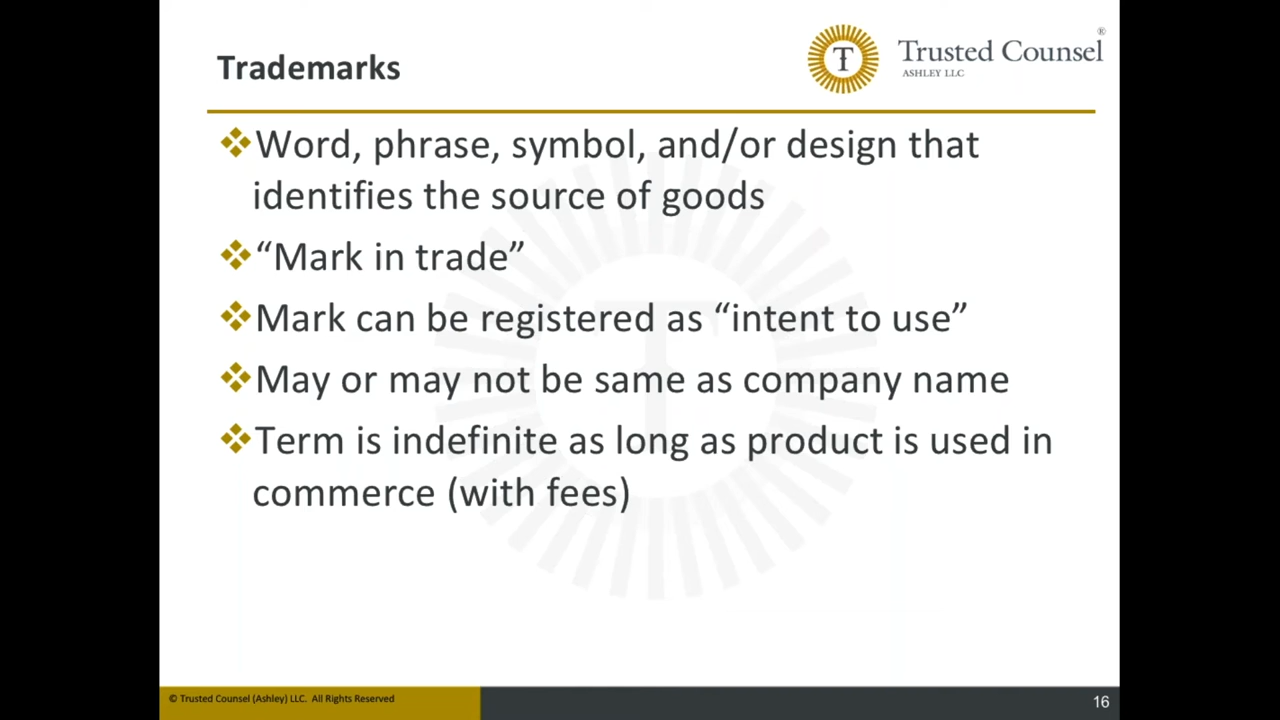 Trademarks
T
Trusted Counsel®
ASHLEY LLC
❖Word, phrase, symbol, and/or design that
identifies the source of goods
❖“Mark in trade”
❖Mark can be registered as “intent to use”
❖May or may not be same as company name
❖Term is indefinite as long as product is used in
commerce (with fees)
© Trusted Counsel (Ashley) LLC. All Rights Reserved
16